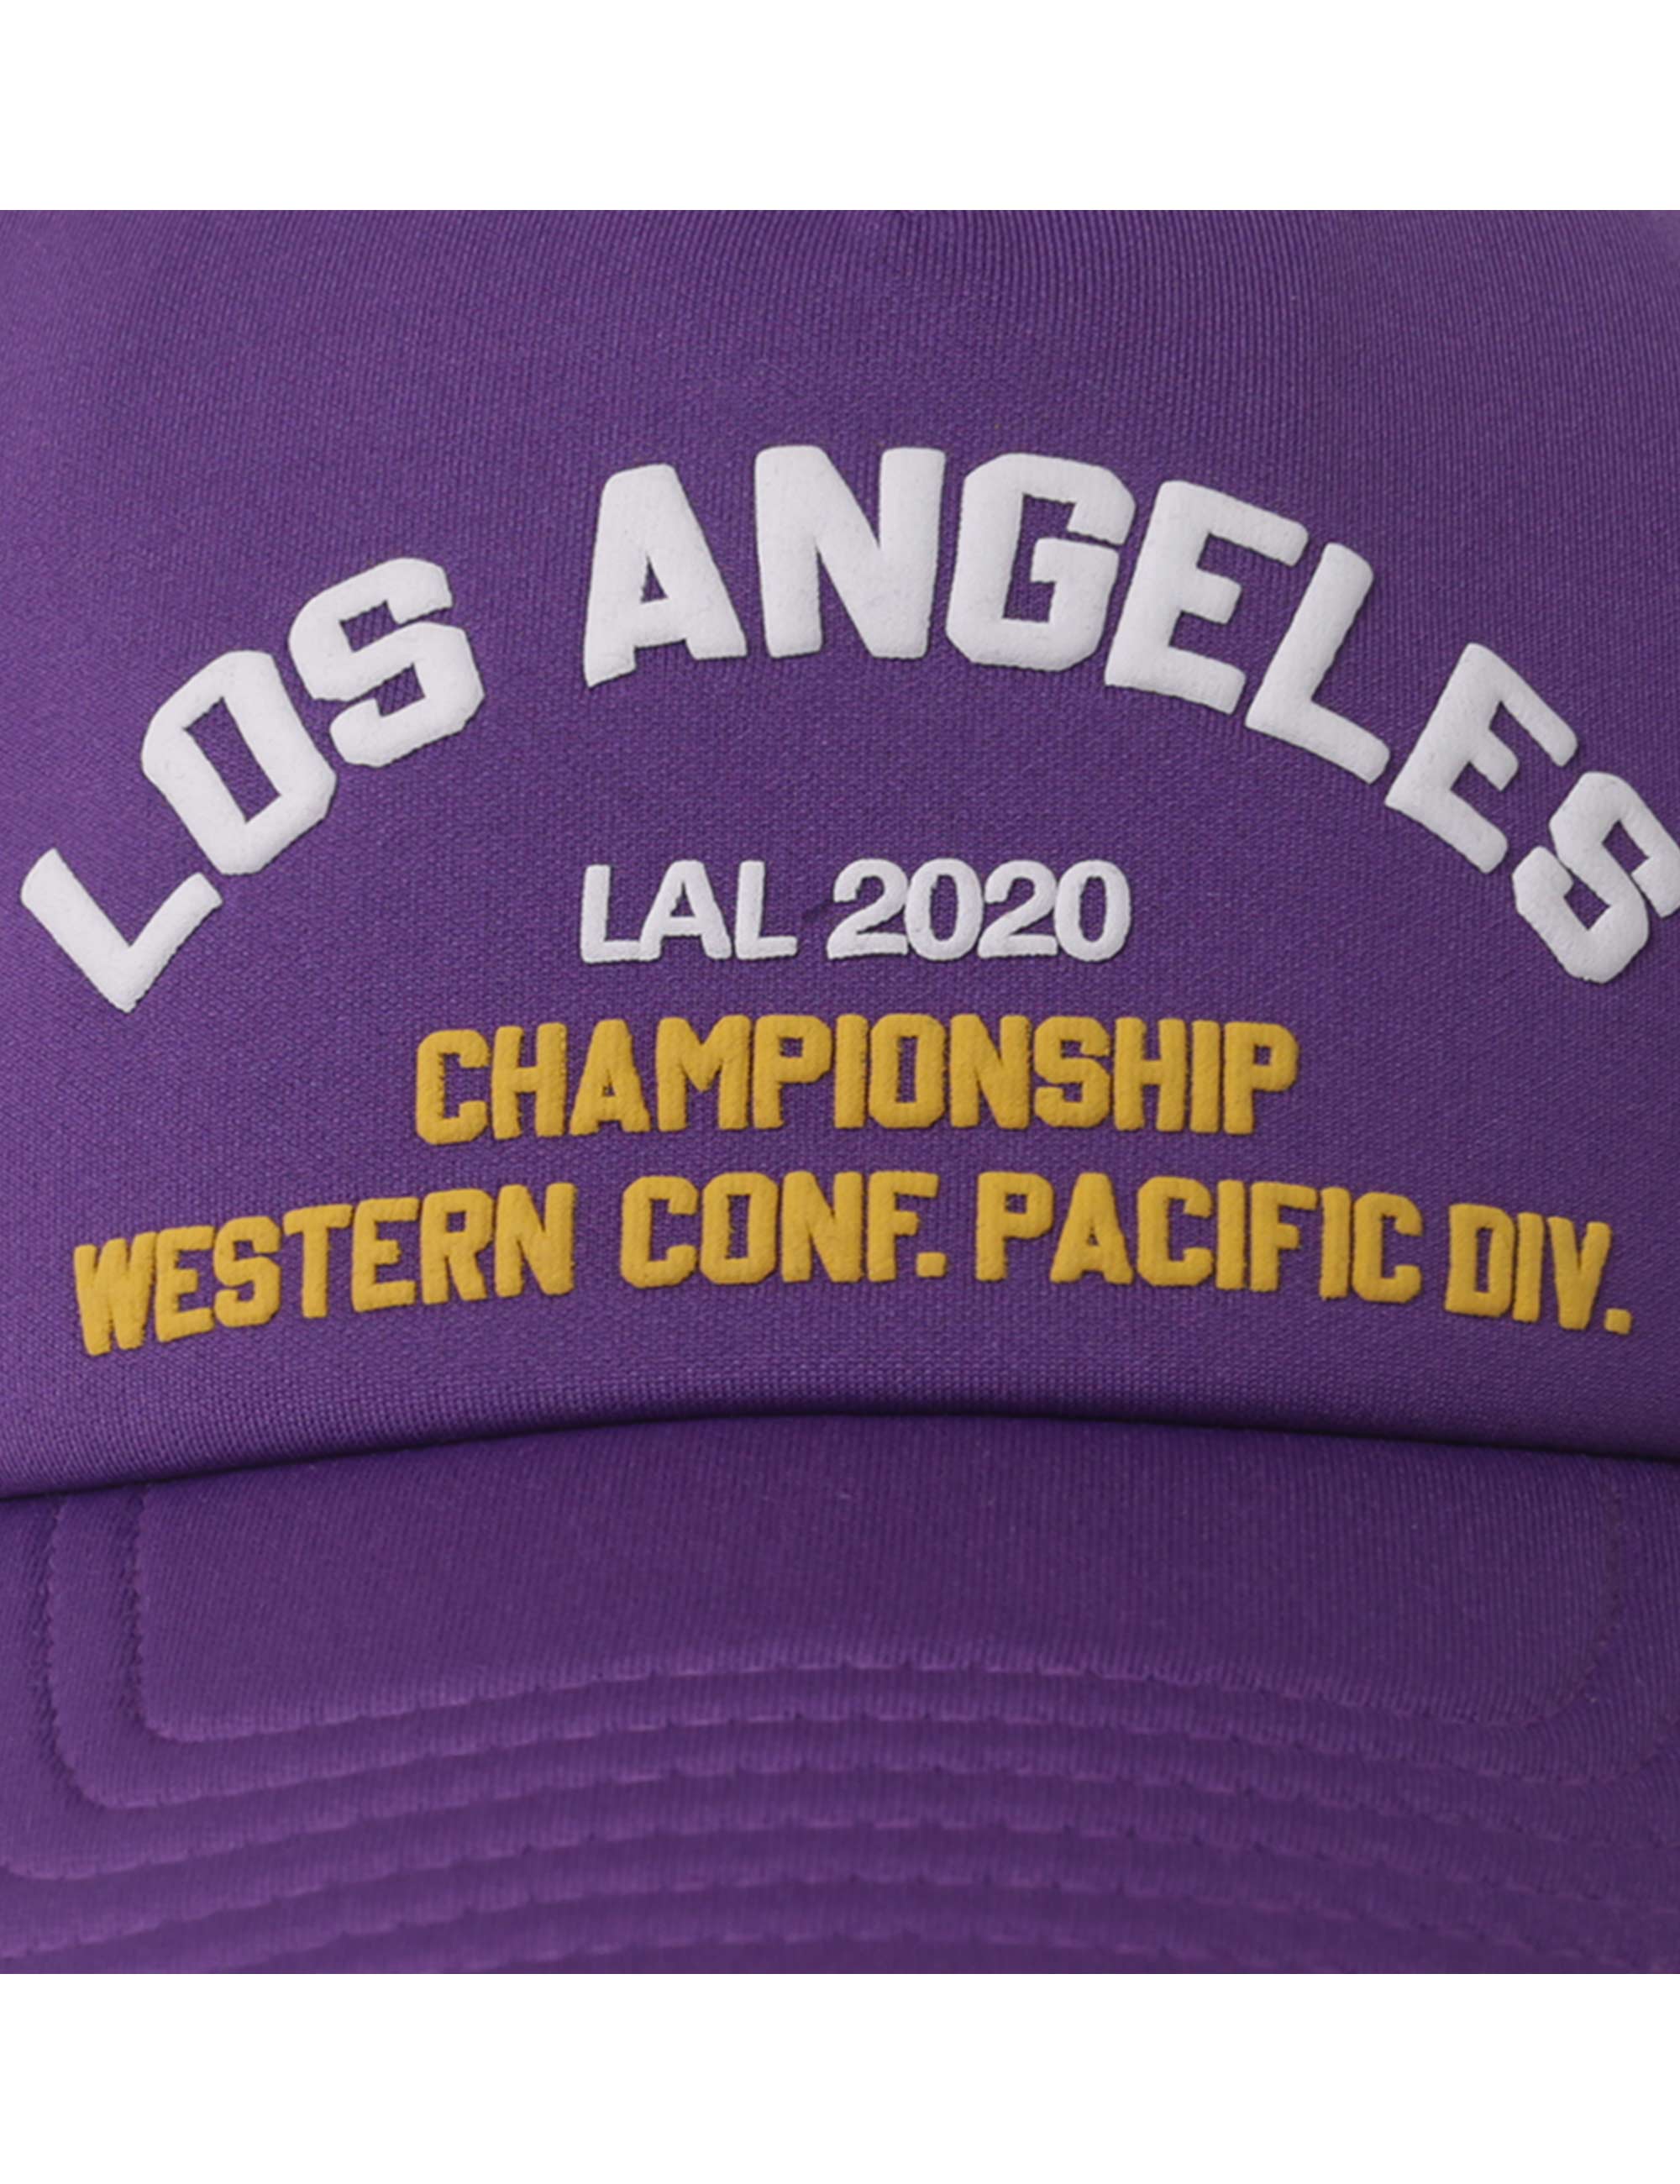 LOS ANGELES
LAL 2020
CHAMPIONSHIP
WESTERN CONF. PACIFIC DIV.